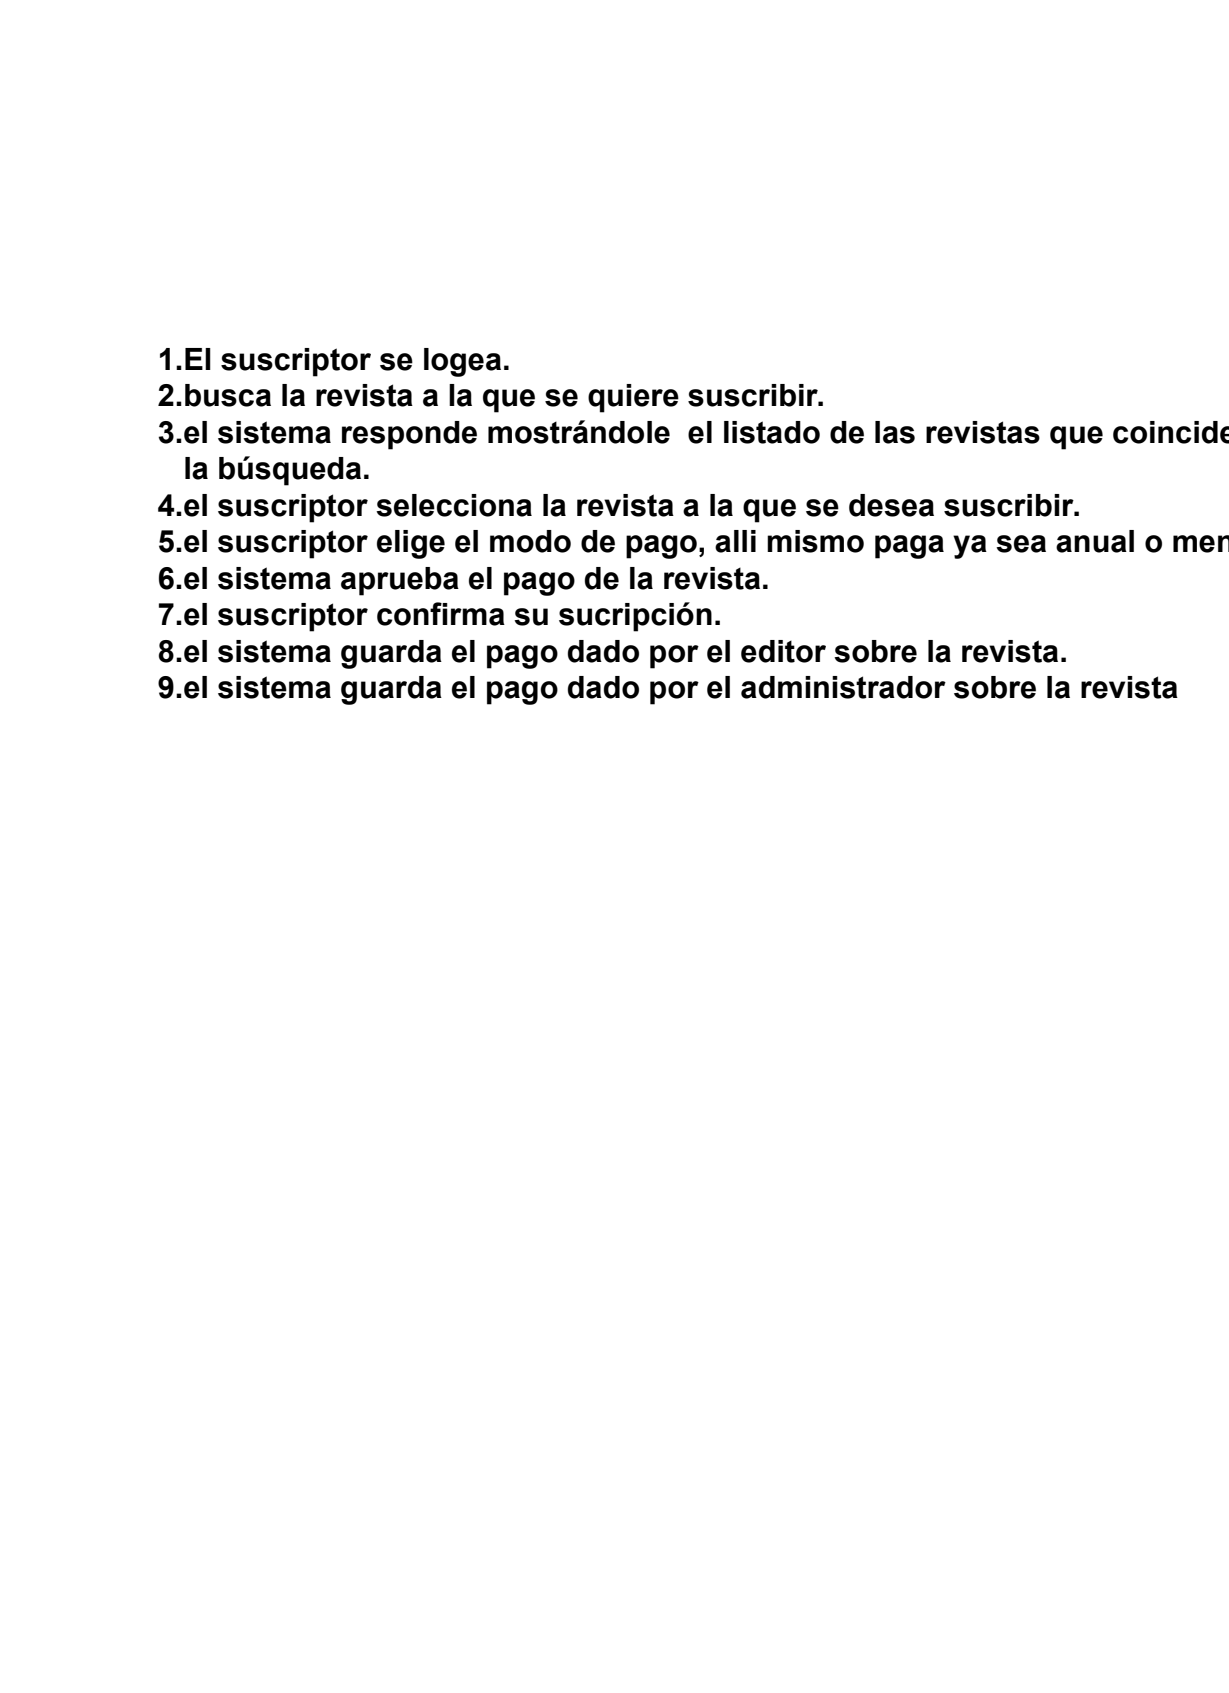 1.El suscriptor se logea.
2.busca la revista a la que se quiere suscribir.
3.el sistema responde mostrándole  el listado de las revistas que
la búsqueda.
4.el suscriptor selecciona la revista a la que se desea suscribir.
5.el suscriptor elige el modo de pago, alli mismo paga ya sea anual o
6.el sistema aprueba el pago de la revista.
7.el suscriptor confirma su sucripción.
8.el sistema guarda el pago dado por el editor sobre la revista.
9.el sistema guarda el pago dado por el administrador sobre la revista